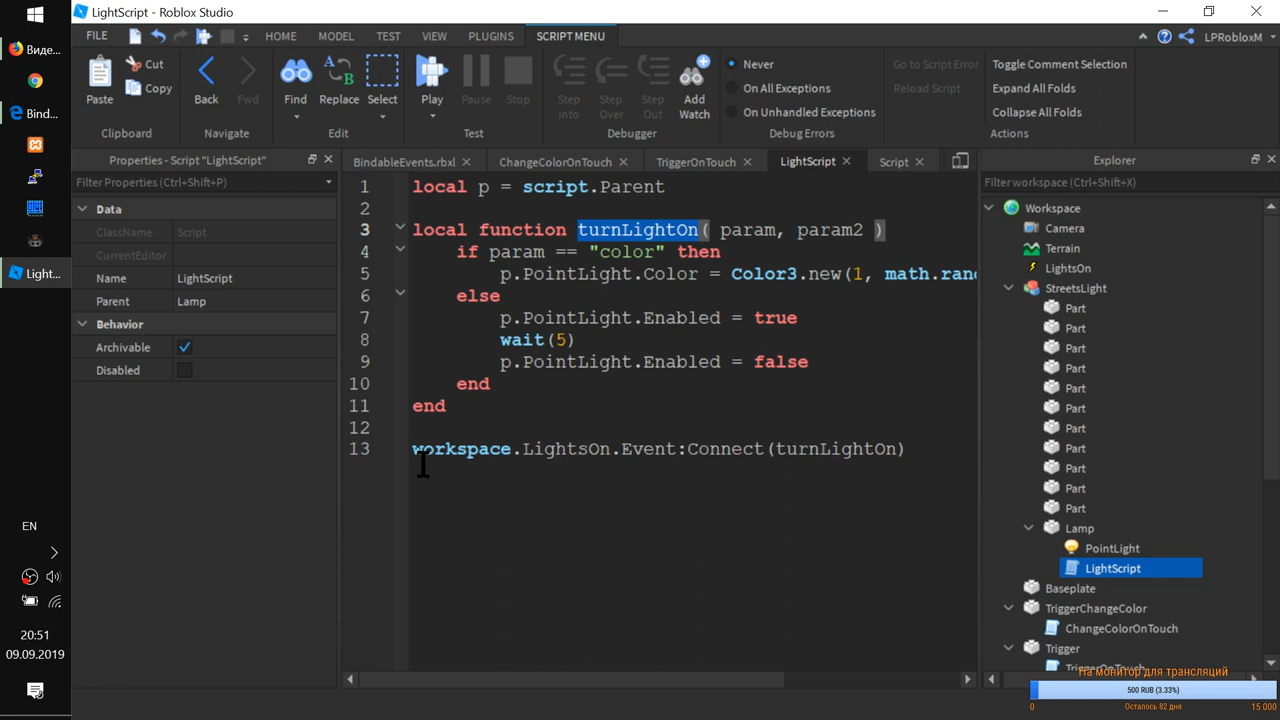 LightScript - Roblox Studio
FILE HOME MODEL TEST VIEW PLUGINS SCRIPT MENU LPRobloxM
Виде...
Bind...
Light...
EN
20:51
09.09.2019
Paste
Cut
Copy
Clipboard
Back
Fwd
Navigate
Find
Replace
Select
Edit
Play
Pause
Stop
Test
Step Into
Step Over
Step Out
Add Watch
Debugger
Never
On All Exceptions
On Unhandled Exceptions
Debug Errors
Go to Script Error
Reload Script
Toggle Comment Selection
Expand All Folds
Collapse All Folds
Actions
Properties - Script "LightScript"
Filter Properties (Ctrl+Shift+P)
Data
ClassName Script
CurrentEditor
Name LightScript
Parent Lamp
Behavior
Archivable
Disabled
BindableEvents.rbxl
ChangeColorOnTouch
TriggerOnTouch
LightScript
Script
1 local p = script.Parent
2
3 local function turnLightOn( param, param2 )
4 if param == "color" then
5 p.PointLight.Color = Color3.new(1, math.ran
6 else
7 p.PointLight.Enabled = true
8 wait(5)
9 p.PointLight.Enabled = false
10 end
11 end
12
13 workspace.LightsOn.Event:Connect(turnLightOn)
Explorer
Filter workspace (Ctrl+Shift+X)
Workspace
Camera
Terrain
LightsOn
StreetsLight
Part
Part
Part
Part
Part
Part
Part
Part
Part
Part
Part
Lamp
PointLight
LightScript
Baseplate
TriggerChangeColor
ChangeColorOnTouch
Trigger
TriggerOnTouch
На монитор для трансляций
500 RUB (3.33%)
0 Осталось 82 дня 15 000